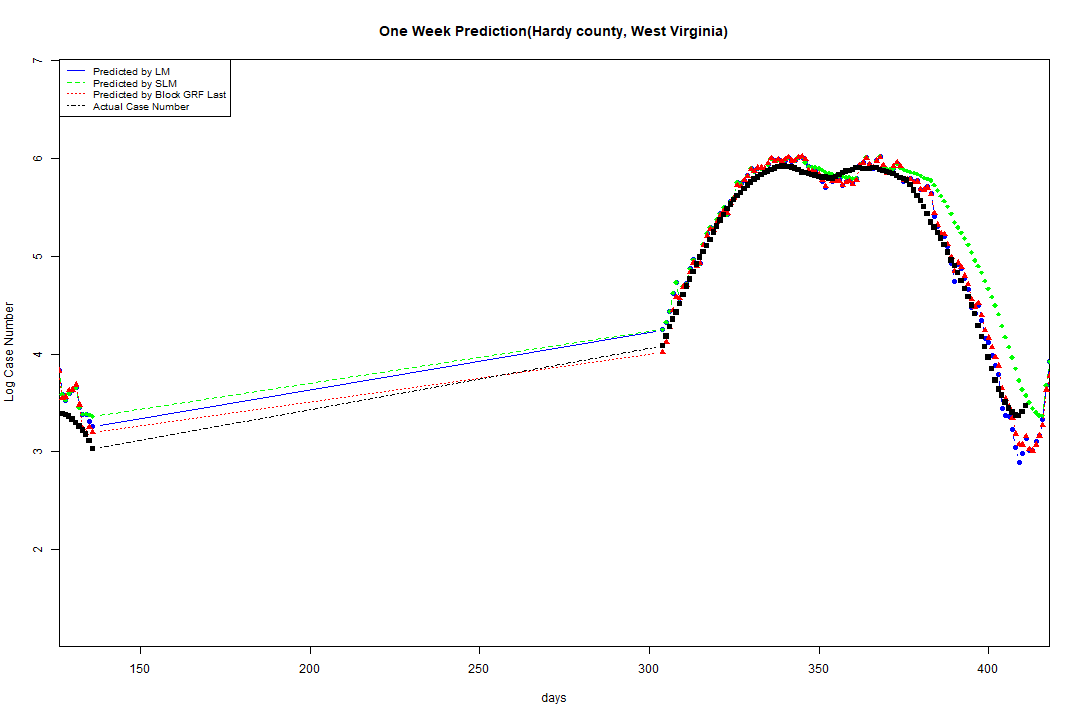 One Week Prediction(Hardy county, West Virginia)
Predicted by LM
Predicted by SLM
Predicted by Block GRF Last
Actual Case Number
7
6
5
4
3
2
Log Case Number
150 200 250 300 350 400
days